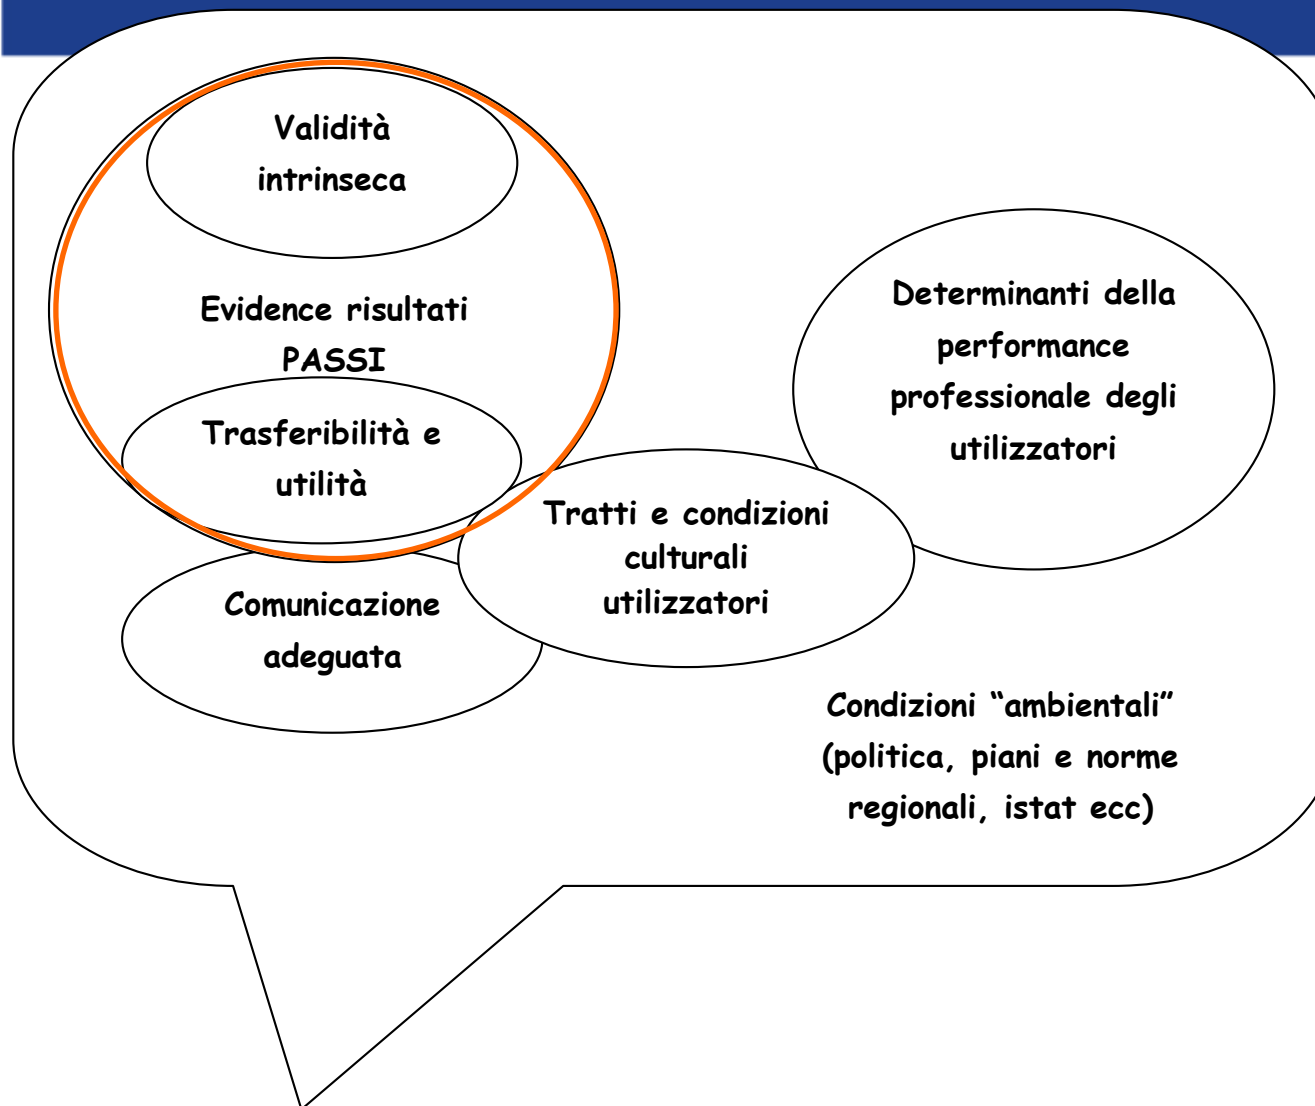 Validità
intrinseca
Evidence risultati
PASSI
Trasferibilità e
utilità
Comunicazione
adeguata
Tratti e condizioni
culturali
utilizzatori
Determinanti della
performance
professionale degli
utilizzatori
Condizioni “ambientali”
(politica, piani e norme
regionali, istat ecc)